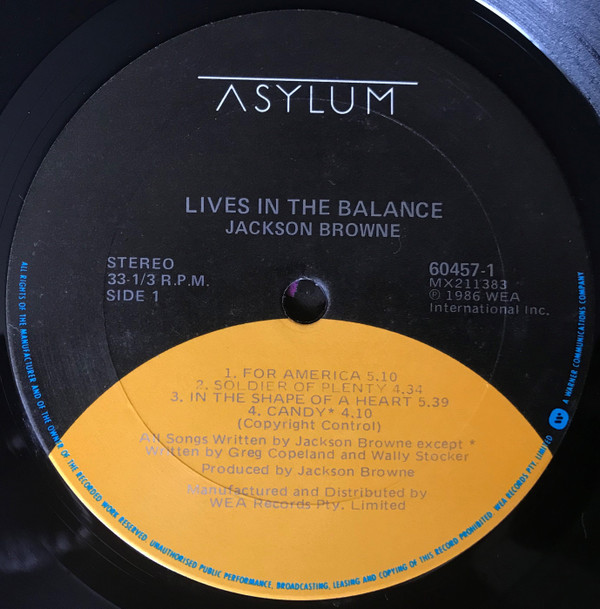 ASYLUM
LIVES IN THE BALANCE
JACKSON BROWNE
STEREO
33-1/3 R.P.M.
SIDE 1
60457-1
MX211383
℗ 1986 WEA
International Inc.
1. FOR AMERICA 5.10
2. SOLDIER OF PLENTY 4.34
3. IN THE SHAPE OF A HEART 5.39
4. CANDY* 4.10
(Copyright Control)
All Songs Written by Jackson Browne except *
Written by Greg Copeland and Wally Stocker
Produced by Jackson Browne
Manufactured and Distributed by
WEA Records Pty. Limited
ALL RIGHTS OF THE MANUFACTURER AND OF THE OWNER OF THE RECORDED WORK RESERVED. UNAUTHORISED PUBLIC PERFORMANCE, BROADCASTING, LEASING AND COPYING OF THIS RECORD PROHIBITED. WEA RECORDS PTY. LIMITED
A WARNER COMMUNICATIONS COMPANY